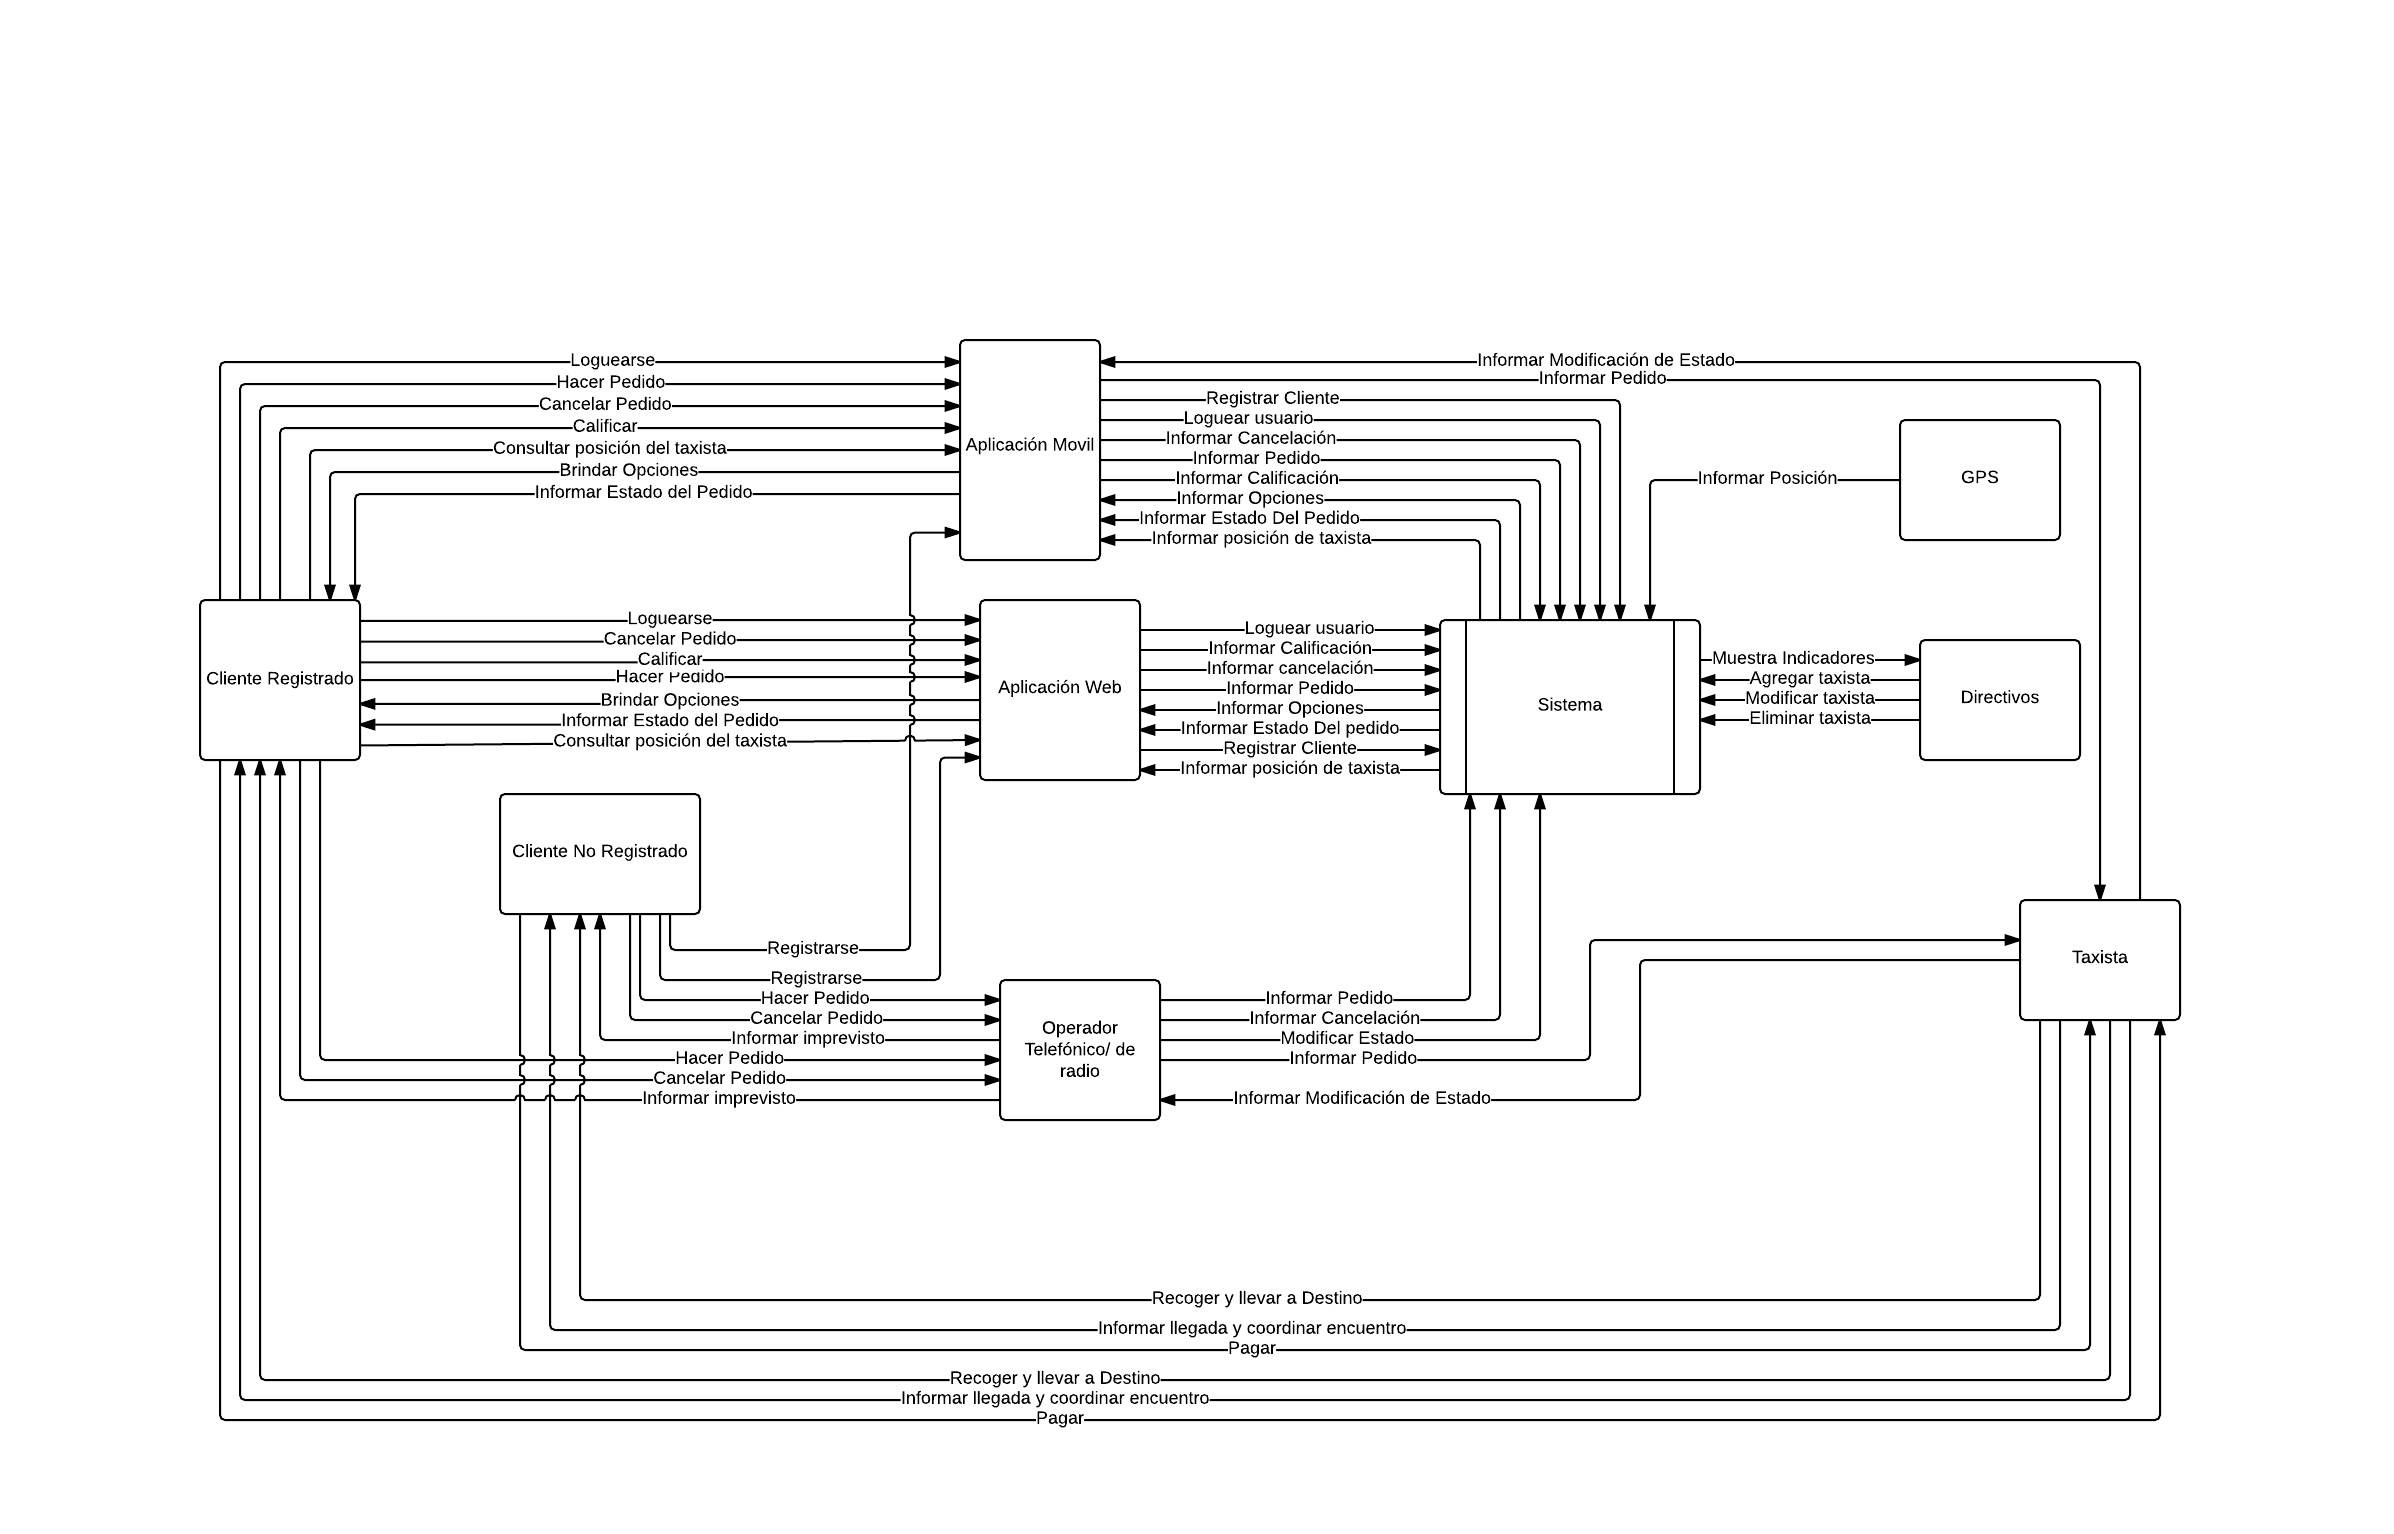 Loguearse
Hacer Pedido
Cancelar Pedido
Calificar
Consultar posición del taxista
Brindar Opciones
Informar Estado del Pedido
Aplicación Movil
Informar Modificación de Estado
Informar Pedido
Registrar Cliente
Loguear usuario
Informar Cancelación
Informar Pedido
Informar Calificación
Informar Opciones
Informar Estado Del Pedido
Informar posición de taxista
Informar Posición
GPS
Cliente Registrado
Loguearse
Cancelar Pedido
Calificar
Hacer Pedido
Brindar Opciones
Informar Estado del Pedido
Consultar posición del taxista
Aplicación Web
Loguear usuario
Informar Calificación
Informar cancelación
Informar Pedido
Informar Opciones
Informar Estado Del pedido
Registrar Cliente
Informar posición de taxista
Sistema
Muestra Indicadores
Agregar taxista
Modificar taxista
Eliminar taxista
Directivos
Cliente No Registrado
Registrarse
Registrarse
Hacer Pedido
Cancelar Pedido
Informar imprevisto
Hacer Pedido
Cancelar Pedido
Informar imprevisto
Operador
Telefónico/ de
radio
Informar Pedido
Informar Cancelación
Modificar Estado
Informar Pedido
Informar Modificación de Estado
Taxista
Recoger y llevar a Destino
Informar llegada y coordinar encuentro
Pagar
Recoger y llevar a Destino
Informar llegada y coordinar encuentro
Pagar